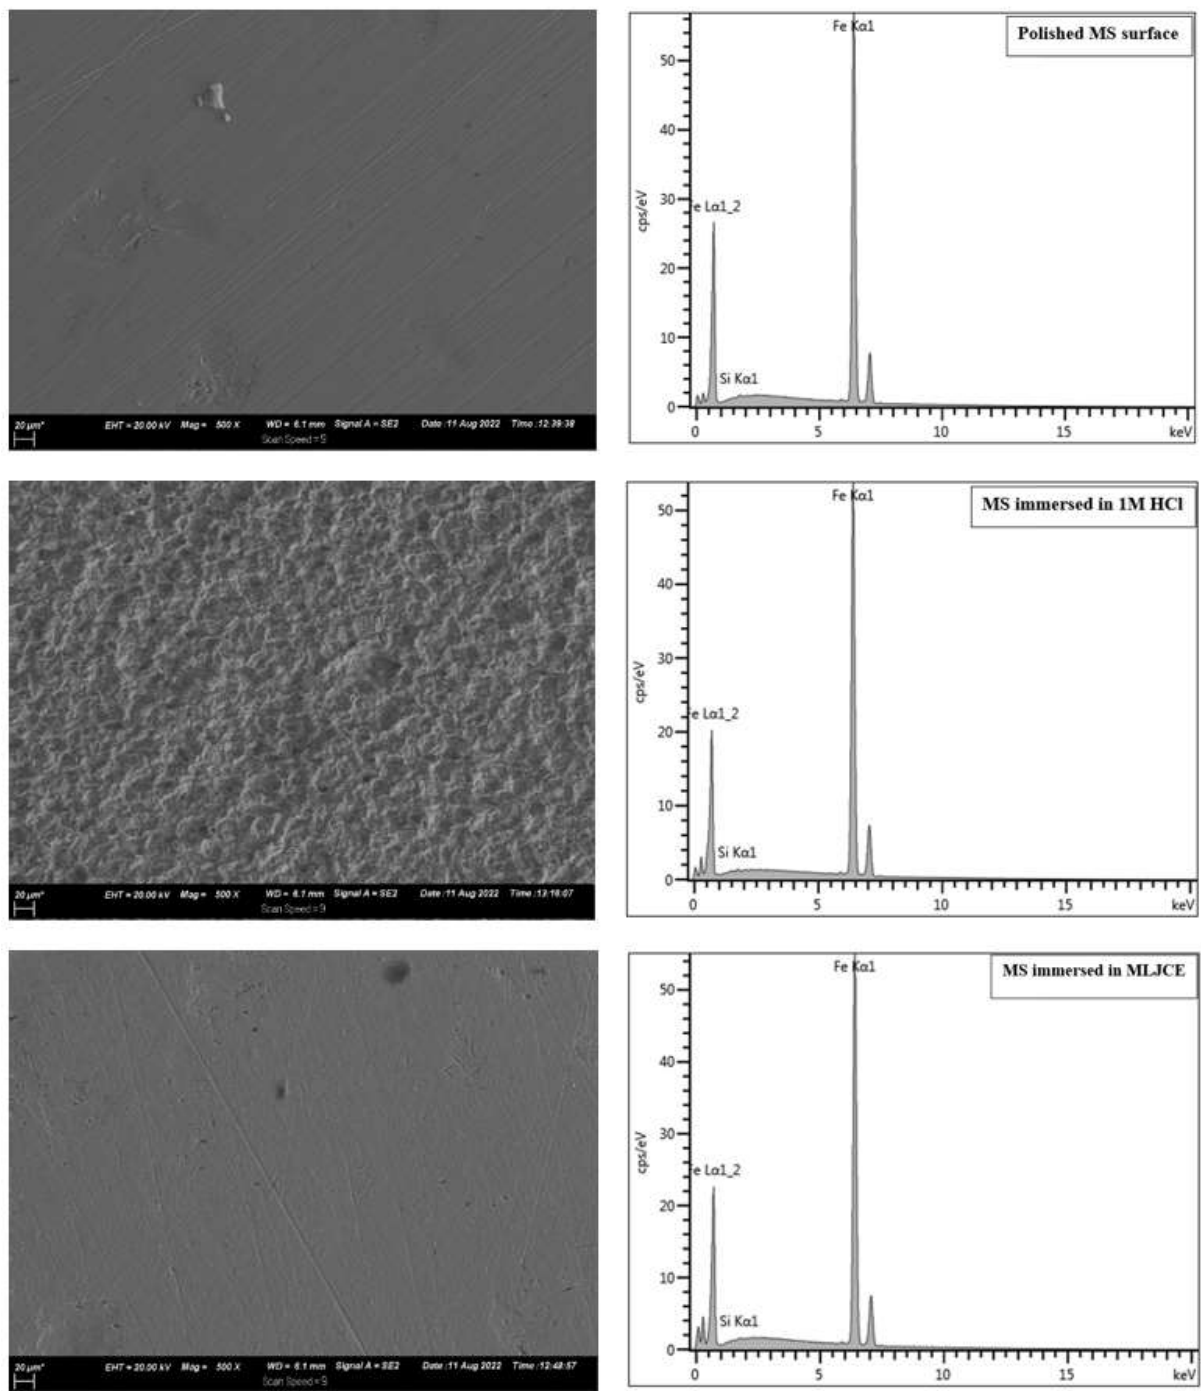 Fe Kα1
Polished MS surface
50
40
30
20
10
0
cps/eV
e Lα1_2
Si Kα1
0 5 10 15 keV
20 µm* EHT = 20.00 kV Mag = 500 X WD = 6.1 mm Signal A = SE2 Date :11 Aug 2022 Time :12:39:38
Scan Speed = 9
Fe Kα1
MS immersed in 1M HCl
50
40
30
20
10
0
cps/eV
Fe Lα1_2
Si Kα1
0 5 10 15 keV
20 µm* EHT = 20.00 kV Mag = 500 X WD = 6.1 mm Signal A = SE2 Date :11 Aug 2022 Time :13:16:07
Scan Speed = 9
Fe Kα1
MS immersed in MLJCE
50
40
30
20
10
0
cps/eV
e Lα1_2
Si Kα1
0 5 10 15 keV
20 µm* EHT = 20.00 kV Mag = 500 X WD = 6.1 mm Signal A = SE2 Date :11 Aug 2022 Time :12:48:57
Scan Speed = 9